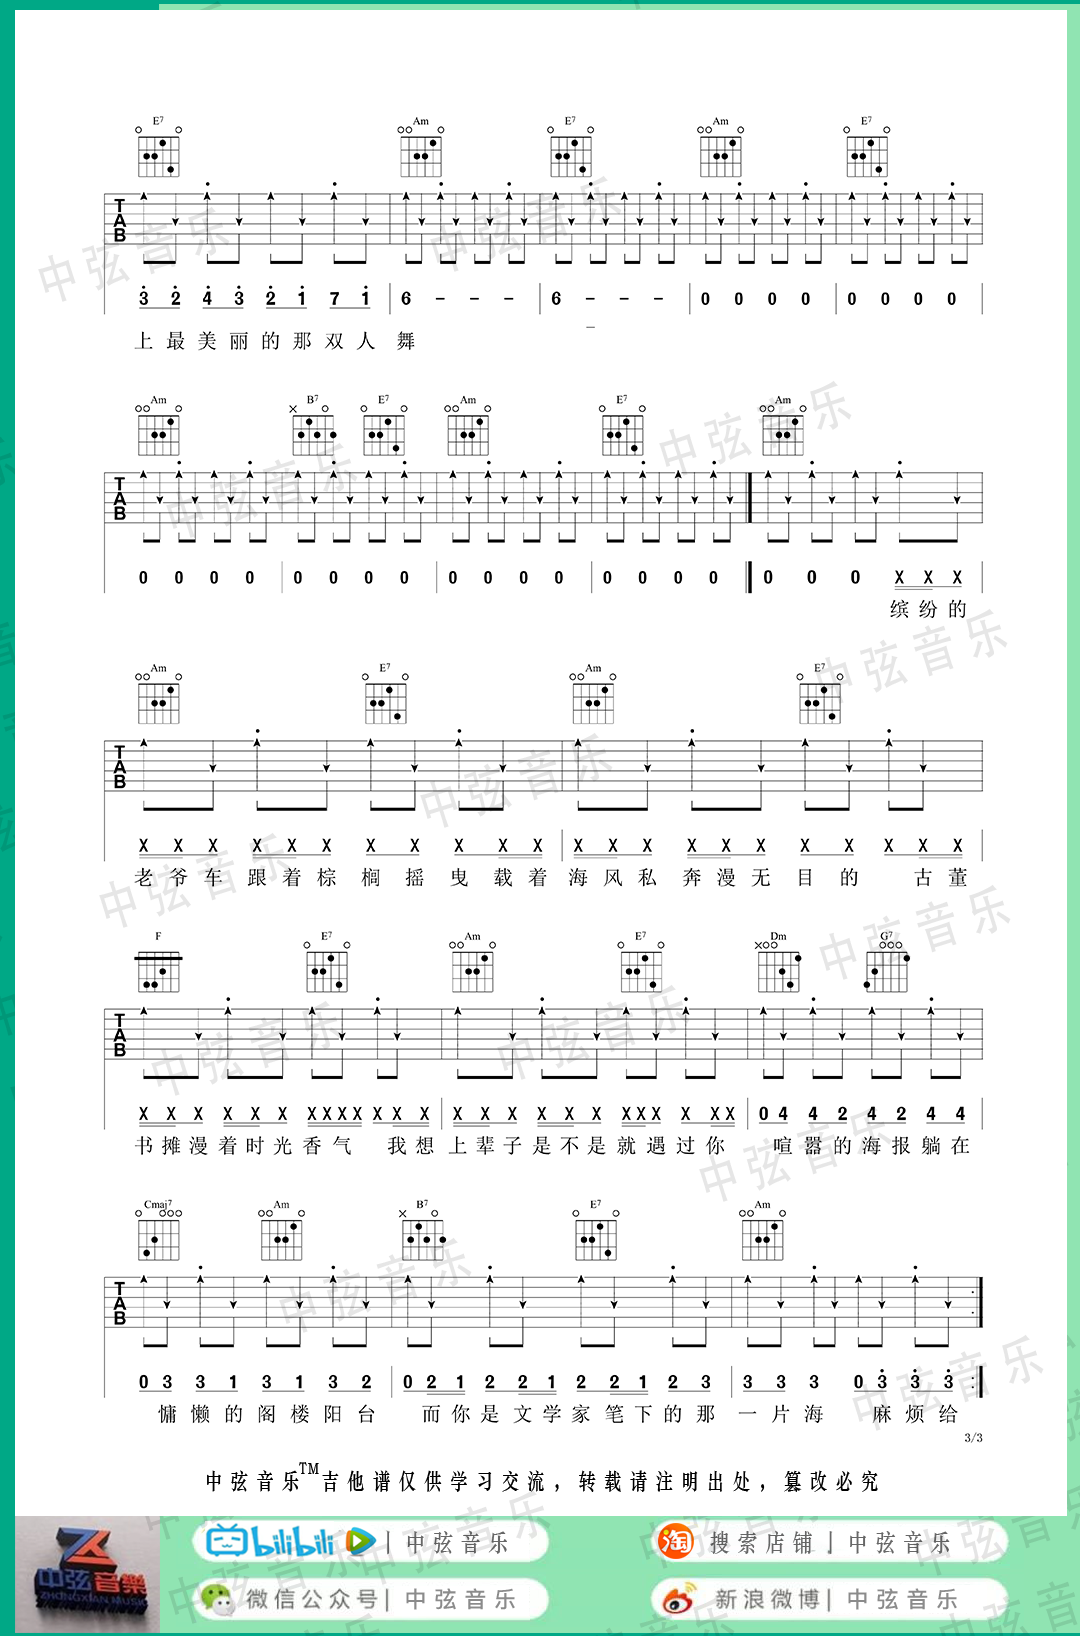 E7 Am E7 Am E7
TAB
3 2 4 3 2 1 7 1 6 - - - 6 - - - 0 0 0 0 0 0 0 0
上最美丽的那双人舞
Am B7 E7 Am E7 Am
TAB
0 0 0 0 0 0 0 0 0 0 0 0 0 0 0 0 0 0 0 X X X
缤纷的
Am E7 Am E7
TAB
X X X X X X X X X X X X X X X X X X X X X
老爷车跟着棕榈摇曳载着海风私奔漫无目的 古董
F E7 Am E7 Dm G7
TAB
X X X X X X X X X X X X X X X X X X X X X X X X X X 0 4 4 2 4 2 4 4
书摊漫着时光香气 我想上辈子是不是就遇过你 喧嚣的海报躺在
Cmaj7 Am B7 E7 Am
TAB
0 3 3 1 3 1 3 2 0 2 1 2 2 1 2 2 1 2 3 3 3 3 0 3 3 3
慵懒的阁楼阳台 而你是文学家笔下的那一片海 麻烦给
3/3
中弦音乐TM吉他谱仅供学习交流，转载请注明出处，篡改必究
中弦音樂
ZHONGXIAN MUSIC
bilibili | 中弦音乐
淘 搜索店铺 | 中弦音乐
微信公众号 | 中弦音乐
新浪微博 | 中弦音乐